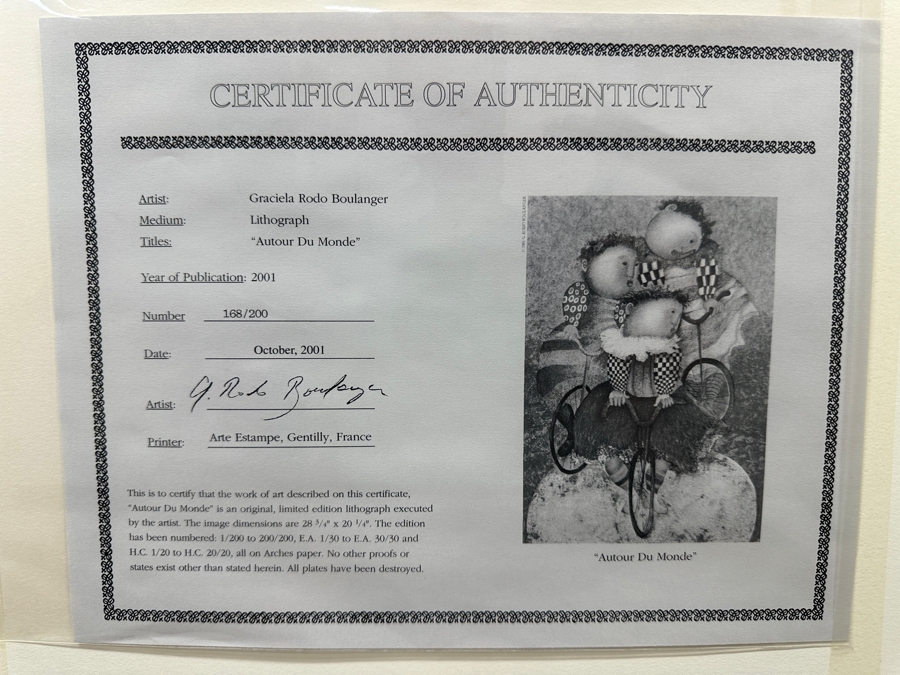 CERTIFICATE OF AUTHENTICITY
Artist: Graciela Rodo Boulanger
Medium: Lithograph
Titles: "Autour Du Monde"
Year of Publication: 2001
Number 168/200
Date: October, 2001
Artist: G. Rodo Boulanger
Printer: Arte Estampe, Gentilly, France
This is to certify that the work of art described on this certificate,
"Autour Du Monde" is an original, limited edition lithograph executed
by the artist. The image dimensions are 28 3/4" x 20 1/4". The edition
has been numbered: 1/200 to 200/200, E.A. 1/30 to E.A. 30/30 and
H.C. 1/20 to H.C. 20/20, all on Arches paper. No other proofs or
states exist other than stated herein. All plates have been destroyed.
"Autour Du Monde"